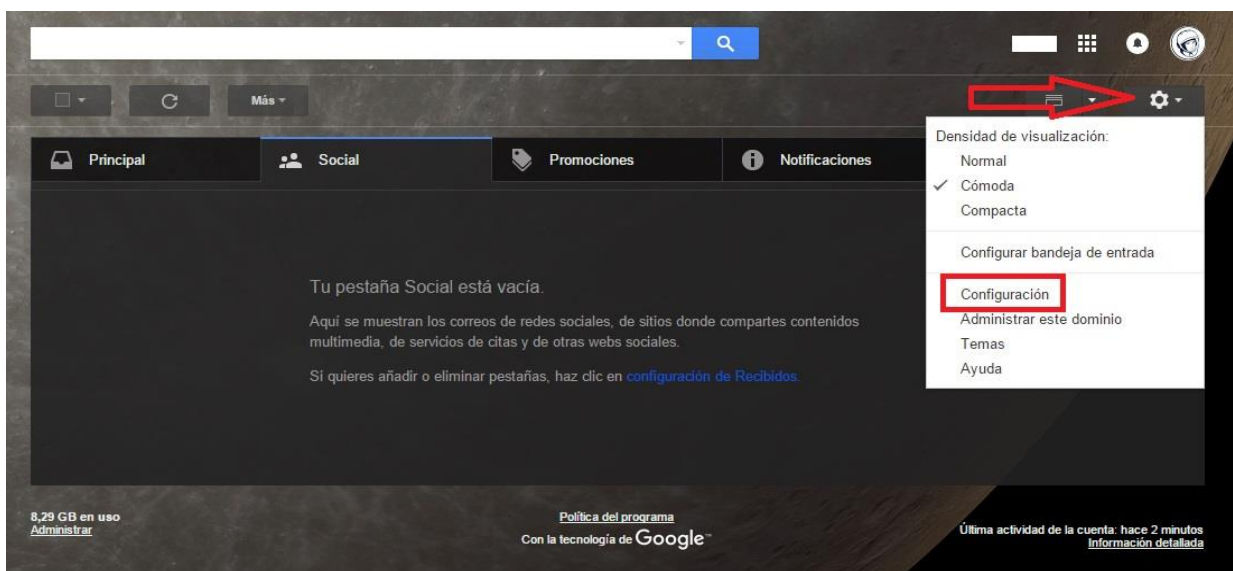 Más
Principal
Social
Promociones
Notificaciones
Densidad de visualización:
Normal
Cómoda
Compacta
Configurar bandeja de entrada
Configuración
Administrar este dominio
Temas
Ayuda
Tu pestaña Social está vacía.
Aquí se muestran los correos de redes sociales, de sitios donde compartes contenidos
multimedia, de servicios de citas y de otras webs sociales.
Si quieres añadir o eliminar pestañas, haz clic en configuración de Recibidos.
8,29 GB en uso
Administrar
Política del programa
Con la tecnología de Google™
Última actividad de la cuenta: hace 2 minutos
Información detallada